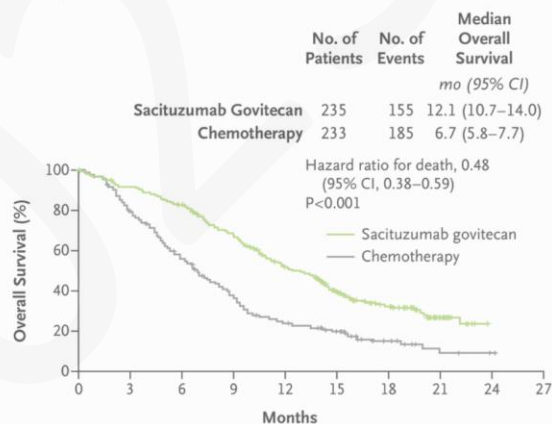 No. of Patients No. of Events Median Overall Survival
mo (95% CI)
Sacituzumab Govitecan 235 155 12.1 (10.7–14.0)
Chemotherapy 233 185 6.7 (5.8–7.7)
Hazard ratio for death, 0.48
(95% CI, 0.38–0.59)
P<0.001
Sacituzumab govitecan
Chemotherapy
Overall Survival (%)
100
80
60
40
20
0
0 3 6 9 12 15 18 21 24 27
Months